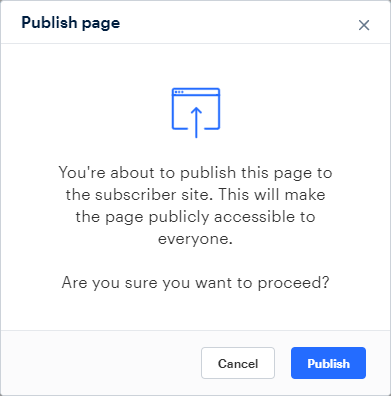 Publish page
You're about to publish this page to
the subscriber site. This will make
the page publicly accessible to
everyone.
Are you sure you want to proceed?
Cancel
Publish